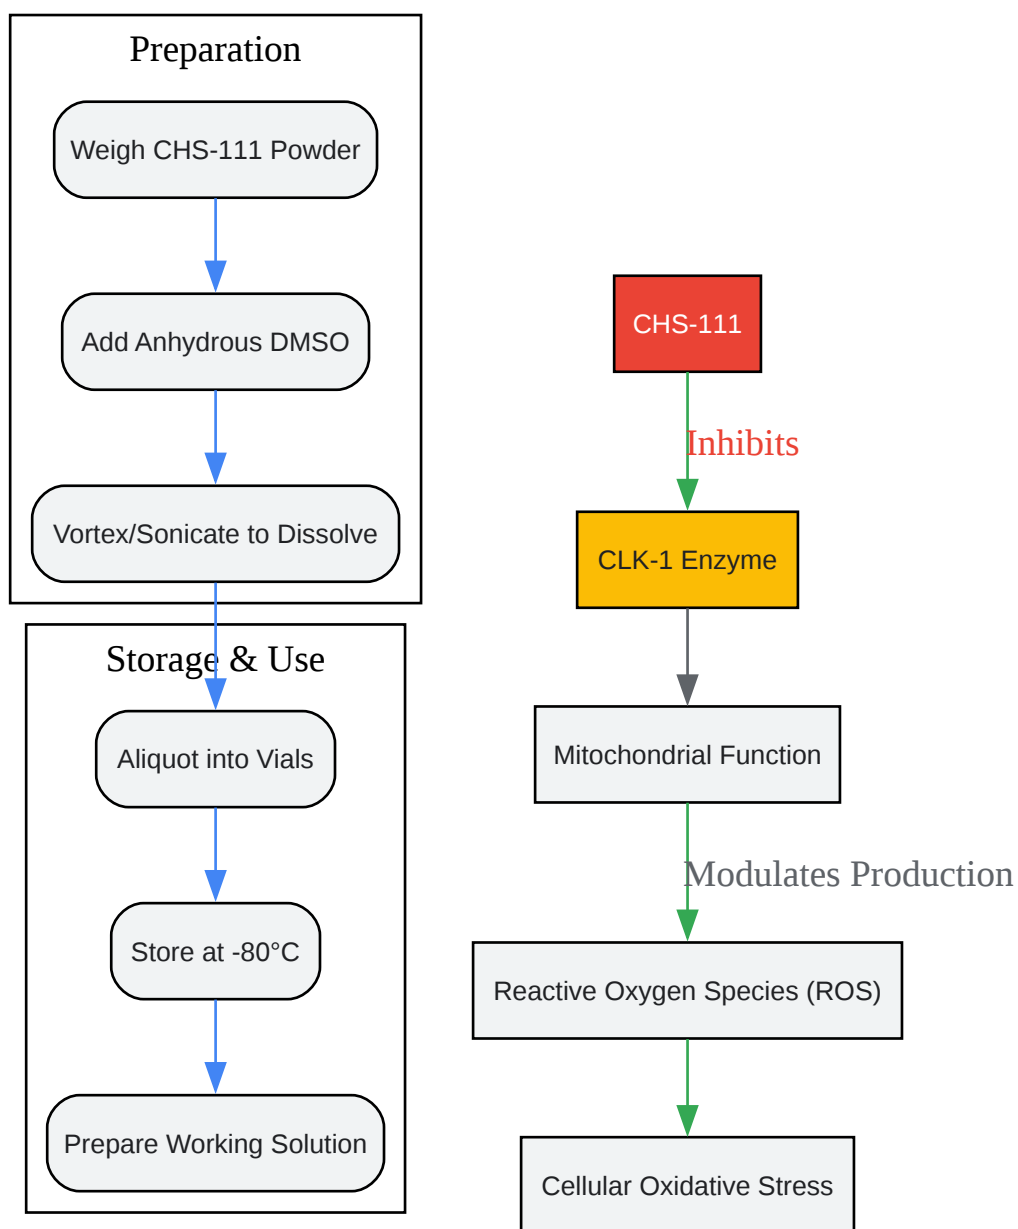 Preparation
Weigh CHS-111 Powder
Add Anhydrous DMSO
Vortex/Sonicate to Dissolve
Storage & Use
Aliquot into Vials
Store at -80°C
Prepare Working Solution
CHS-111
Inhibits
CLK-1 Enzyme
Mitochondrial Function
Modulates Production
Reactive Oxygen Species (ROS)
Cellular Oxidative Stress